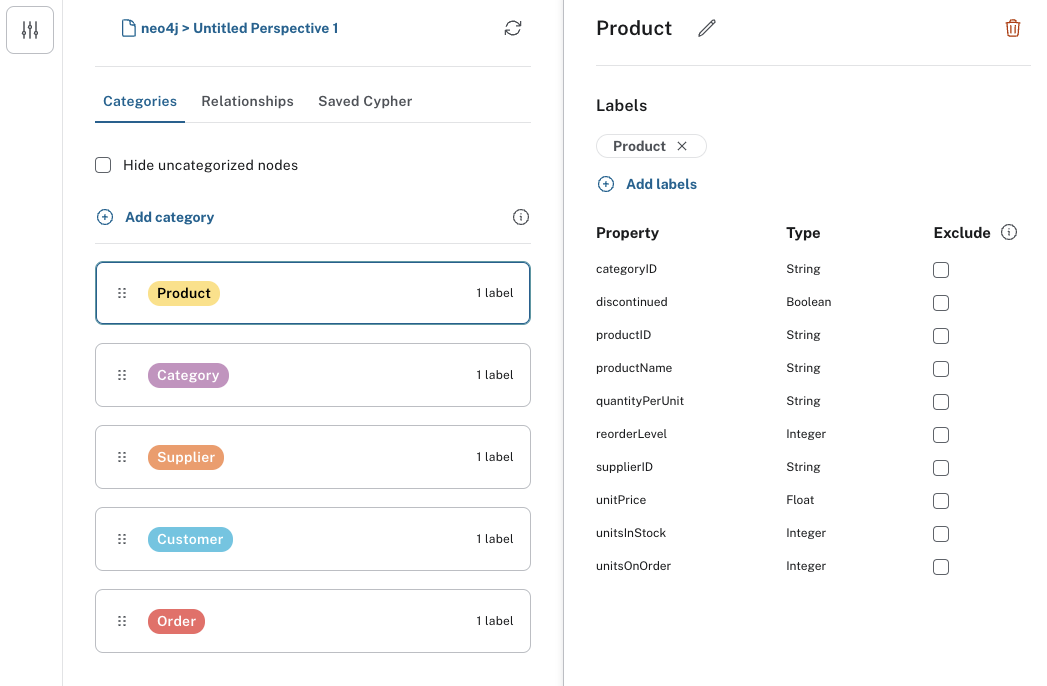 neo4j > Untitled Perspective 1
Categories Relationships Saved Cypher
Hide uncategorized nodes
Add category
Product 1 label
Category 1 label
Supplier 1 label
Customer 1 label
Order 1 label
Product
Labels
Product
Add labels
Property Type Exclude
categoryID String
discontinued Boolean
productID String
productName String
quantityPerUnit String
reorderLevel Integer
supplierID String
unitPrice Float
unitsInStock Integer
unitsOnOrder Integer